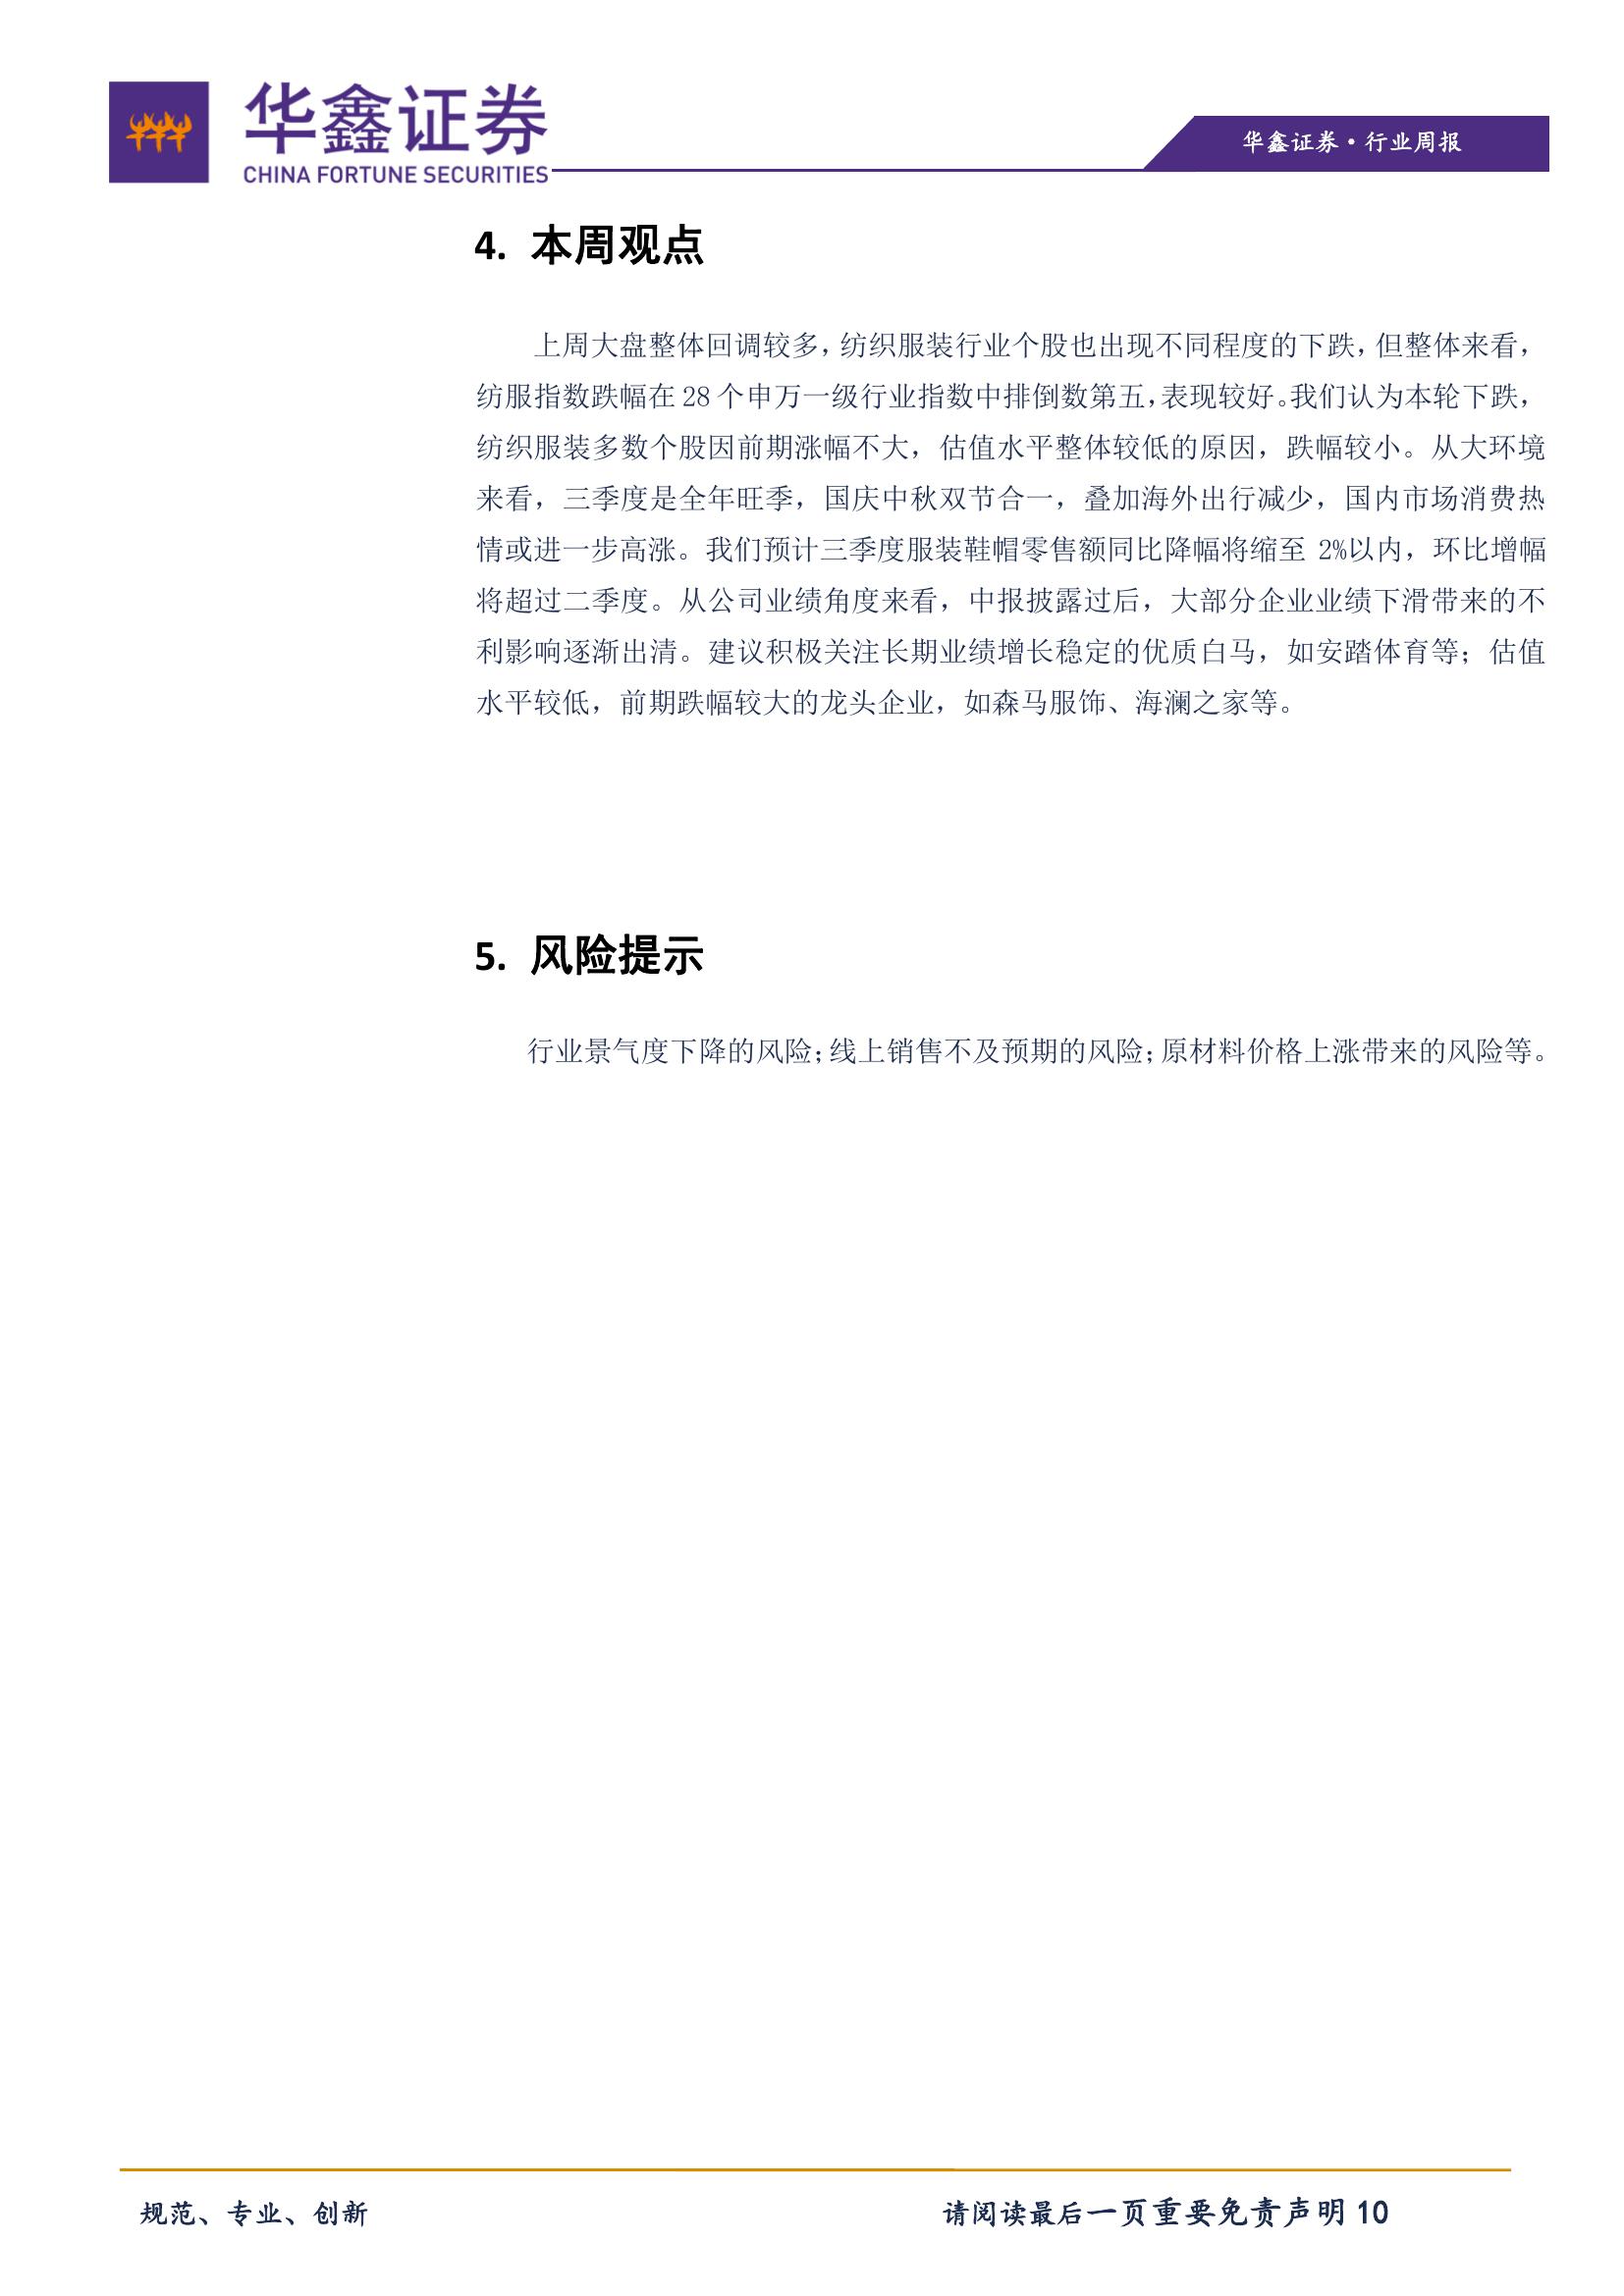 华鑫证券
CHINA FORTUNE SECURITIES
华鑫证券·行业周报
4. 本周观点
上周大盘整体回调较多，纺织服装行业个股也出现不同程度的下跌，但整体来看，
纺服指数跌幅在 28 个申万一级行业指数中排倒数第五，表现较好。我们认为本轮下跌，
纺织服装多数个股因前期涨幅不大，估值水平整体较低的原因，跌幅较小。从大环境
来看，三季度是全年旺季，国庆中秋双节合一，叠加海外出行减少，国内市场消费热
情或进一步高涨。我们预计三季度服装鞋帽零售额同比降幅将缩至 2%以内，环比增幅
将超过二季度。从公司业绩角度来看，中报披露过后，大部分企业业绩下滑带来的不
利影响逐渐出清。建议积极关注长期业绩增长稳定的优质白马，如安踏体育等；估值
水平较低，前期跌幅较大的龙头企业，如森马服饰、海澜之家等。
5. 风险提示
行业景气度下降的风险；线上销售不及预期的风险；原材料价格上涨带来的风险等。
规范、专业、创新
请阅读最后一页重要免责声明 10